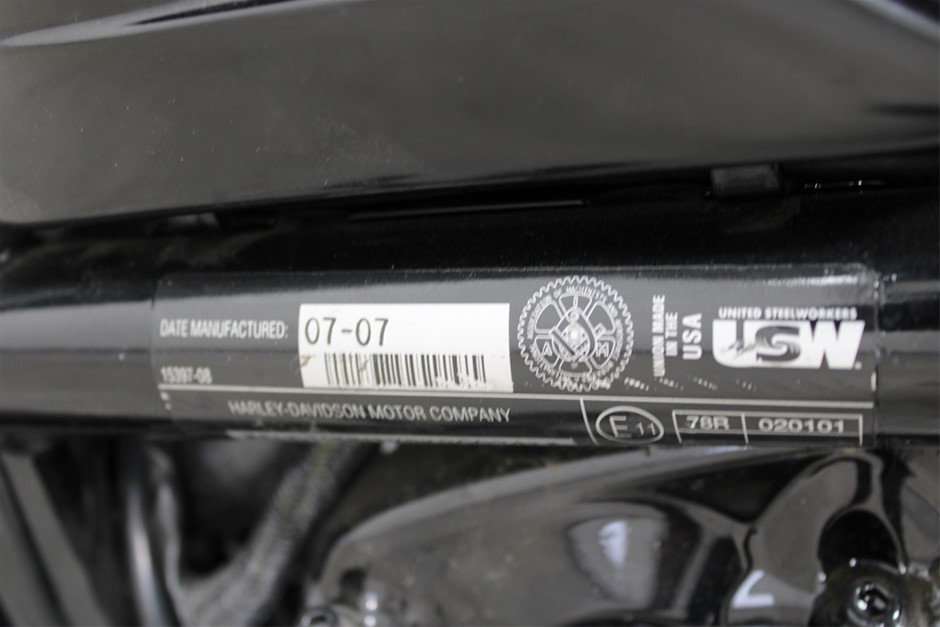 DATE MANUFACTURED: 07-07
15397-08
UNION MADE
IN THE
USA
UNITED STEELWORKERS
USW
HARLEY-DAVIDSON MOTOR COMPANY
E 11
78R 020101